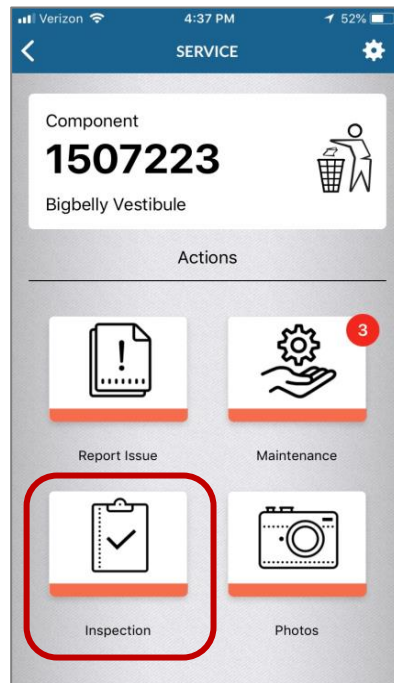 Verizon 4:37 PM 52%
SERVICE
Component
1507223
Bigbelly Vestibule
Actions
3
Report Issue Maintenance
Inspection Photos